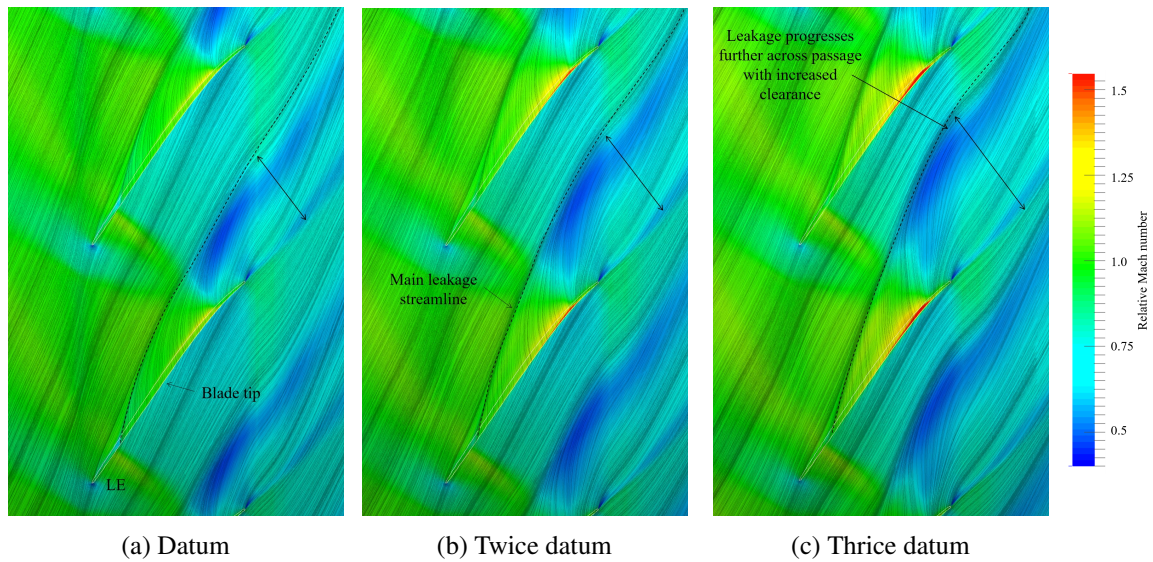 Leakage progresses
further across passage
with increased
clearance
Main leakage
streamline
Blade tip
LE
1.5
1.25
1.0
0.75
0.5
Relative Mach number
(a) Datum
(b) Twice datum
(c) Thrice datum